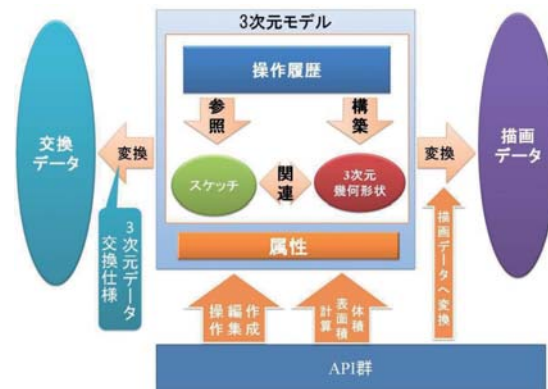 3次元モデル
操作履歴
参照
構築
交換
データ
変換
スケッチ
関連
3次元
幾何形状
変換
描画
データ
3次元データ
交換仕様
属性
作成
編集
操作
体積
表面積
計算
描画データへ変換
API群